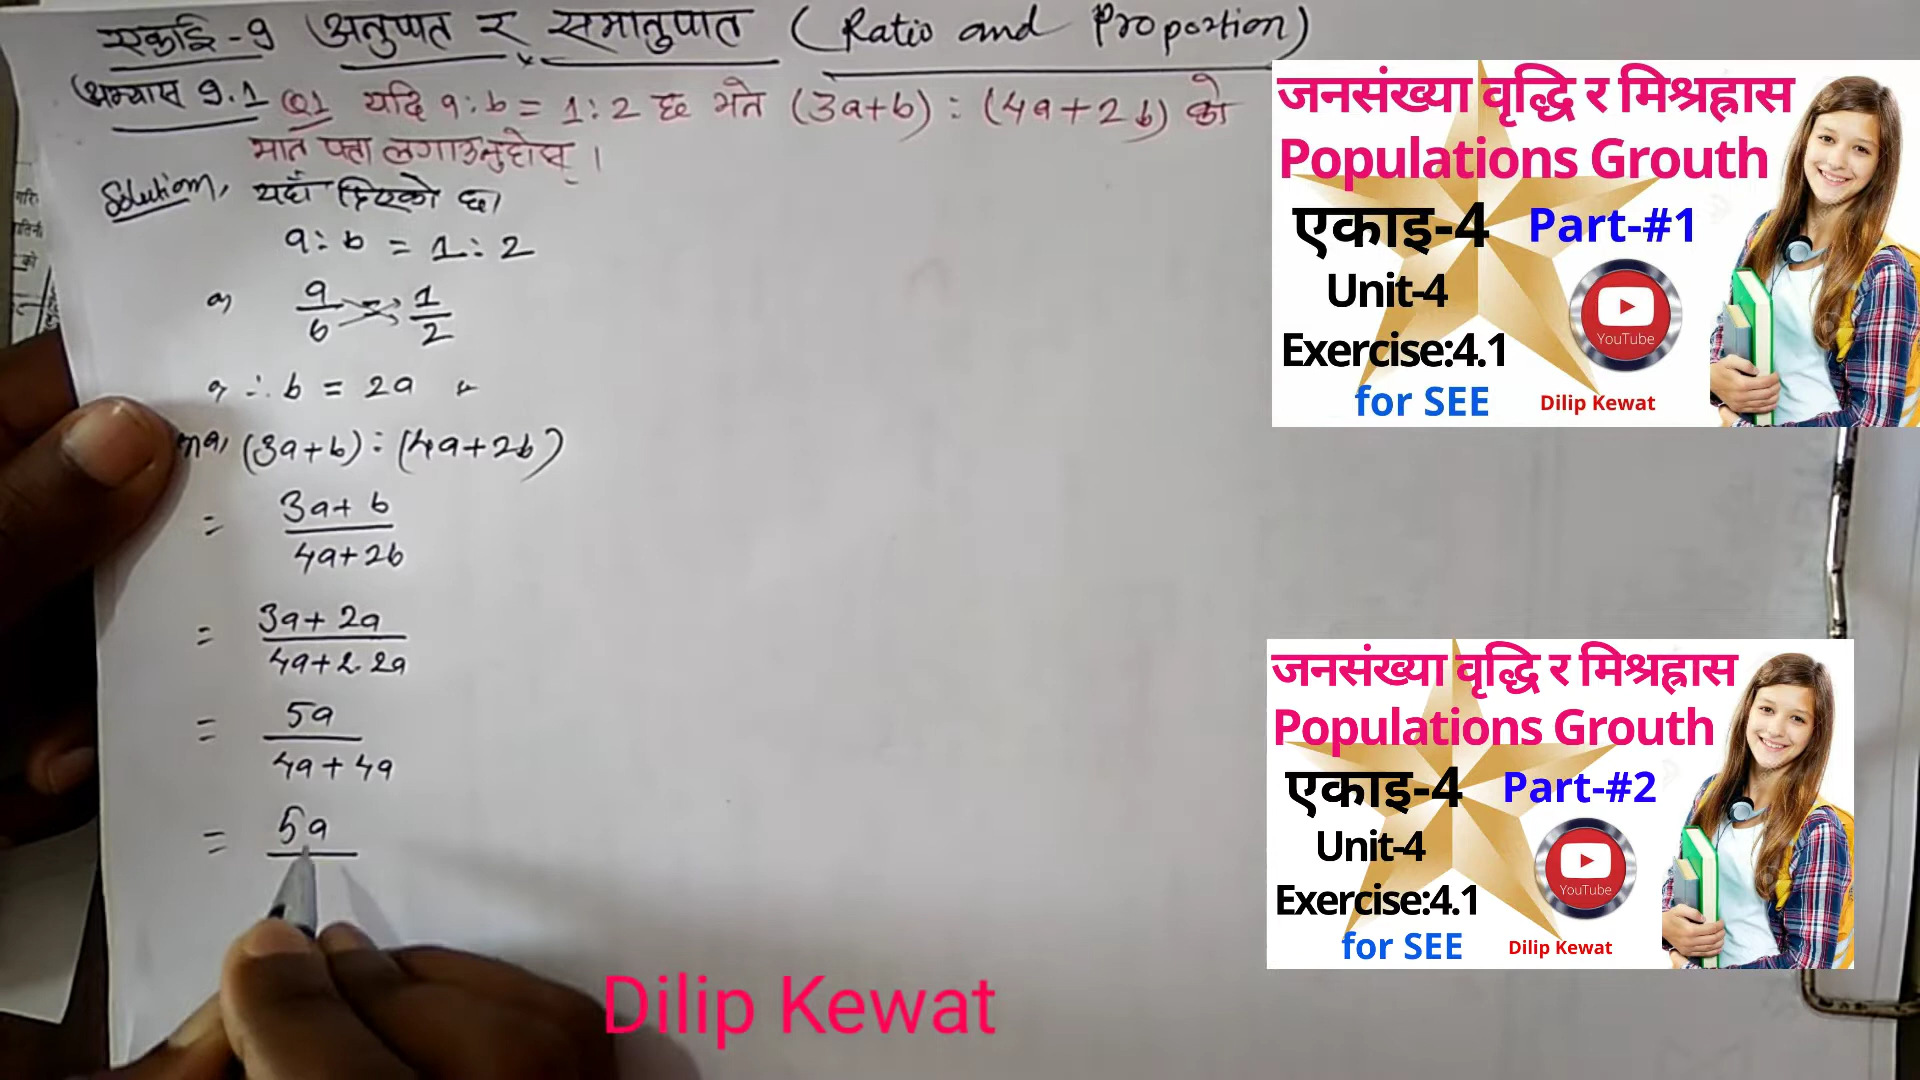 एकाई-9 अनुपात र समानुपात (Ratio and Proportion)
अभ्यास 9.1 Q1 यदि a:b = 1:2 छ भने (3a+b) : (4a+2b) को
मान पत्ता लगाउनुहोस् ।
Solution, यहाँ दिएको छ।
a : b = 1 : 2
a/b = 1/2
∴ b = 2a
(3a+b) : (4a+2b)
= 3a+b
4a+2b
= 3a+2a
4a+2.2a
= 5a
4a+4a
= 5a
Dilip Kewat
जनसंख्या वृद्धि र मिश्रह्रास
Populations Grouth
एकाइ-4 Part-#1
Unit-4
YouTube
Exercise:4.1
for SEE Dilip Kewat
जनसंख्या वृद्धि र मिश्रह्रास
Populations Grouth
एकाइ-4 Part-#2
Unit-4
YouTube
Exercise:4.1
for SEE Dilip Kewat